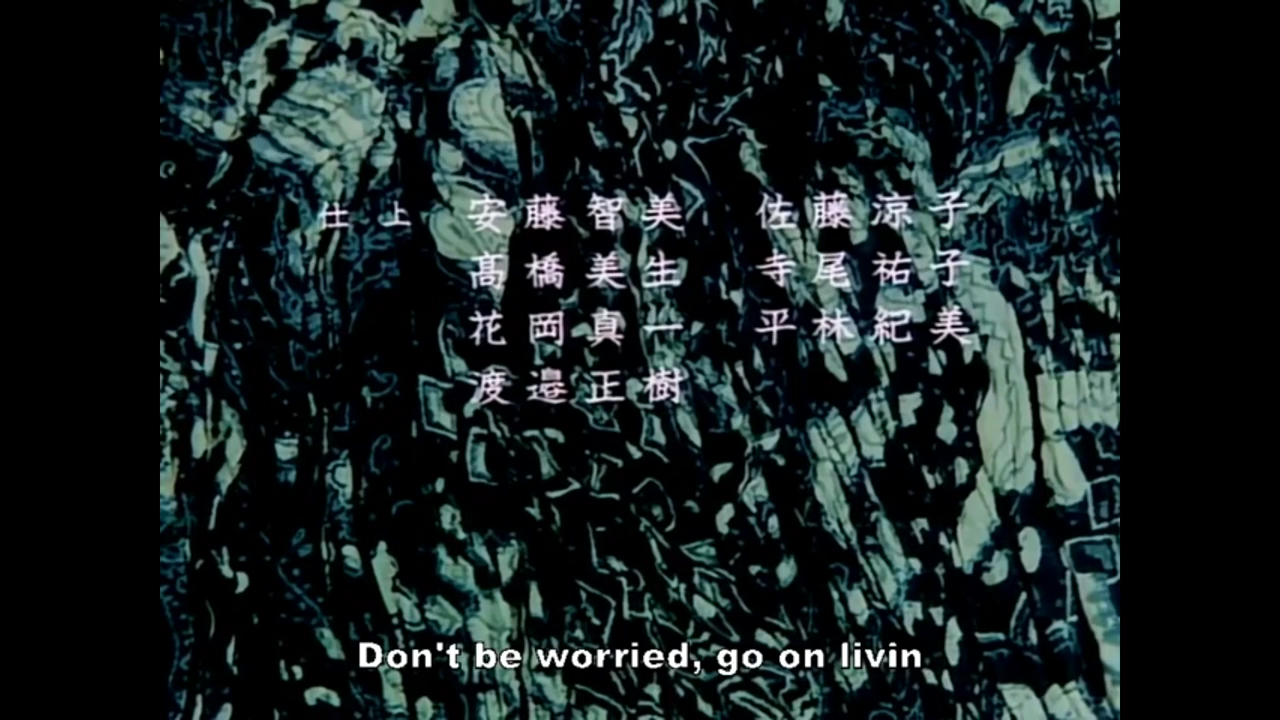 仕上 安藤智美 佐藤涼子
髙橋美生 寺尾祐子
花岡真一 平林紀美
渡邉正樹
Don't be worried, go on livin